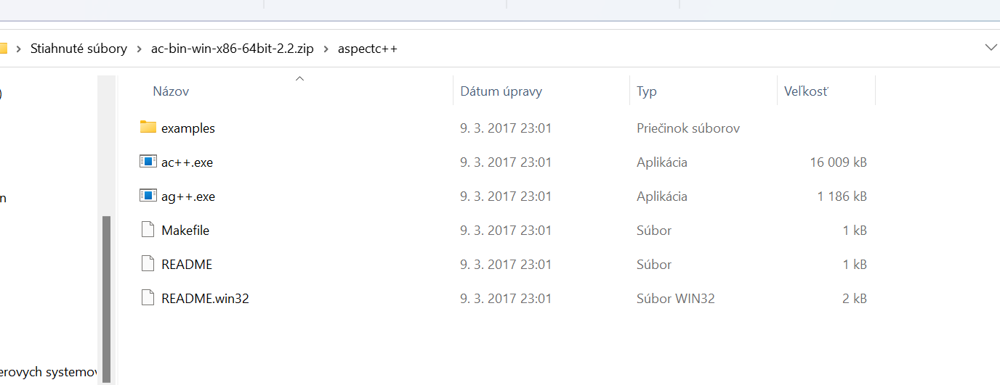 Stiahnuté súbory > ac-bin-win-x86-64bit-2.2.zip > aspectc++
Názov Dátum úpravy Typ Veľkosť
examples 9. 3. 2017 23:01 Priečinok súborov
ac++.exe 9. 3. 2017 23:01 Aplikácia 16 009 kB
ag++.exe 9. 3. 2017 23:01 Aplikácia 1 186 kB
n
Makefile 9. 3. 2017 23:01 Súbor 1 kB
README 9. 3. 2017 23:01 Súbor 1 kB
README.win32 9. 3. 2017 23:01 Súbor WIN32 2 kB
erovych systemov